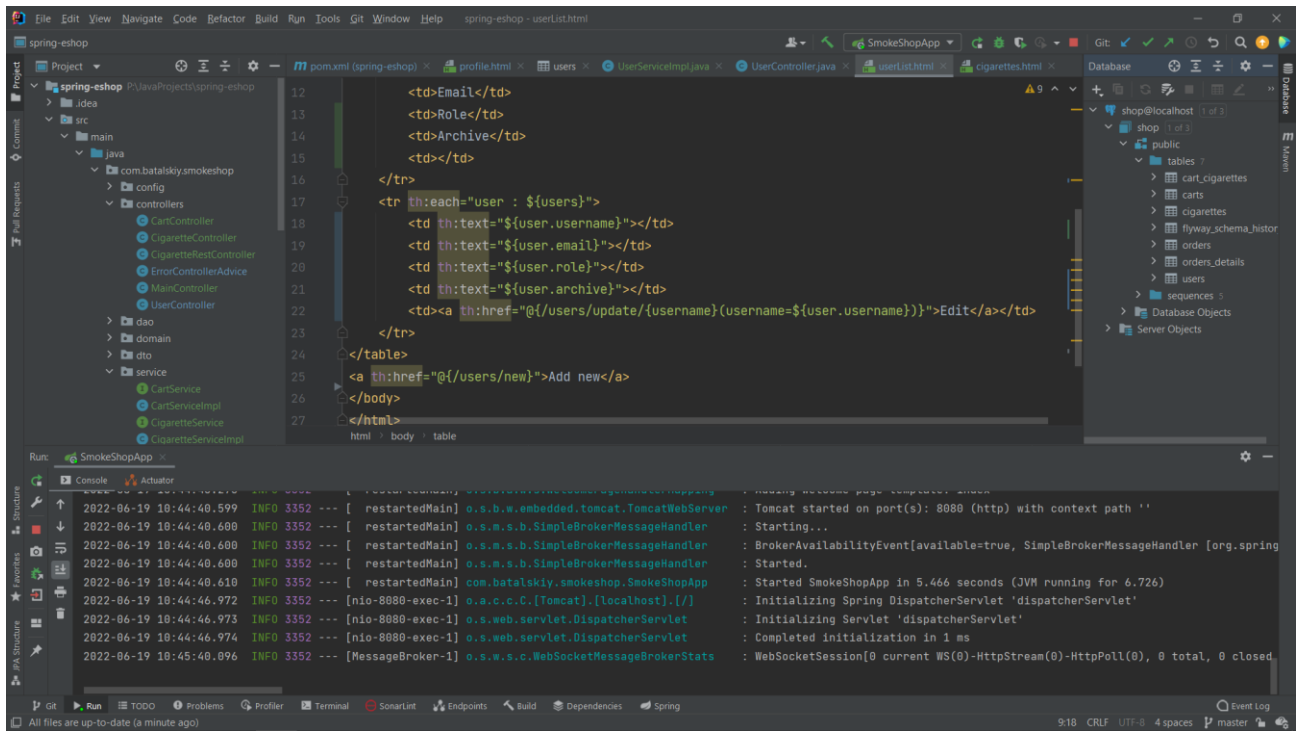 File Edit View Navigate Code Refactor Build Run Tools Git Window Help spring-eshop - userList.html
spring-eshop
SmokeShopApp
Git:
Project
pom.xml (spring-eshop) profile.html users UserServiceImpl.java UserController.java userList.html cigarettes.html
Database
Project
Commit
Pull Requests
spring-eshop P:\JavaProjects\spring-eshop
.idea
src
main
java
com.batalskiy.smokeshop
config
controllers
CartController
CigaretteController
CigaretteRestController
ErrorControllerAdvice
MainController
UserController
dao
domain
dto
service
CartService
CartServiceImpl
CigaretteService
CigaretteServiceImpl
9
12 <td>Email</td>
13 <td>Role</td>
14 <td>Archive</td>
15 <td></td>
16 </tr>
17 <tr th:each="user : ${users}">
18 <td th:text="${user.username}"></td>
19 <td th:text="${user.email}"></td>
20 <td th:text="${user.role}"></td>
21 <td th:text="${user.archive}"></td>
22 <td><a th:href="@{/users/update/{username}(username=${user.username})}">Edit</a></td>
23 </tr>
24 </table>
25 <a th:href="@{/users/new}">Add new</a>
26 </body>
27 </html>
html body table
shop@localhost 1 of 3
shop 1 of 3
public
tables 7
cart_cigarettes
carts
cigarettes
flyway_schema_histor
orders
orders_details
users
sequences 5
Database Objects
Server Objects
Database
Maven
Run: SmokeShopApp
Console Actuator
Structure
Favorites
JPA Structure
2022-06-19 10:44:40.599 INFO 3352 --- [ restartedMain] o.s.b.w.embedded.tomcat.TomcatWebServer : Tomcat started on port(s): 8080 (http) with context path ''
2022-06-19 10:44:40.600 INFO 3352 --- [ restartedMain] o.s.m.s.b.SimpleBrokerMessageHandler : Starting...
2022-06-19 10:44:40.600 INFO 3352 --- [ restartedMain] o.s.m.s.b.SimpleBrokerMessageHandler : BrokerAvailabilityEvent[available=true, SimpleBrokerMessageHandler [org.spring
2022-06-19 10:44:40.600 INFO 3352 --- [ restartedMain] o.s.m.s.b.SimpleBrokerMessageHandler : Started.
2022-06-19 10:44:40.610 INFO 3352 --- [ restartedMain] com.batalskiy.smokeshop.SmokeShopApp : Started SmokeShopApp in 5.466 seconds (JVM running for 6.726)
2022-06-19 10:44:46.972 INFO 3352 --- [nio-8080-exec-1] o.a.c.c.C.[Tomcat].[localhost].[/] : Initializing Spring DispatcherServlet 'dispatcherServlet'
2022-06-19 10:44:46.973 INFO 3352 --- [nio-8080-exec-1] o.s.web.servlet.DispatcherServlet : Initializing Servlet 'dispatcherServlet'
2022-06-19 10:44:46.974 INFO 3352 --- [nio-8080-exec-1] o.s.web.servlet.DispatcherServlet : Completed initialization in 1 ms
2022-06-19 10:45:40.096 INFO 3352 --- [MessageBroker-1] o.s.w.s.c.WebSocketMessageBrokerStats : WebSocketSession[0 current WS(0)-HttpStream(0)-HttpPoll(0), 0 total, 0 closed
Git Run TODO Problems Profiler Terminal SonarLint Endpoints Build Dependencies Spring Event Log
All files are up-to-date (a minute ago) 9:18 CRLF UTF-8 4 spaces master